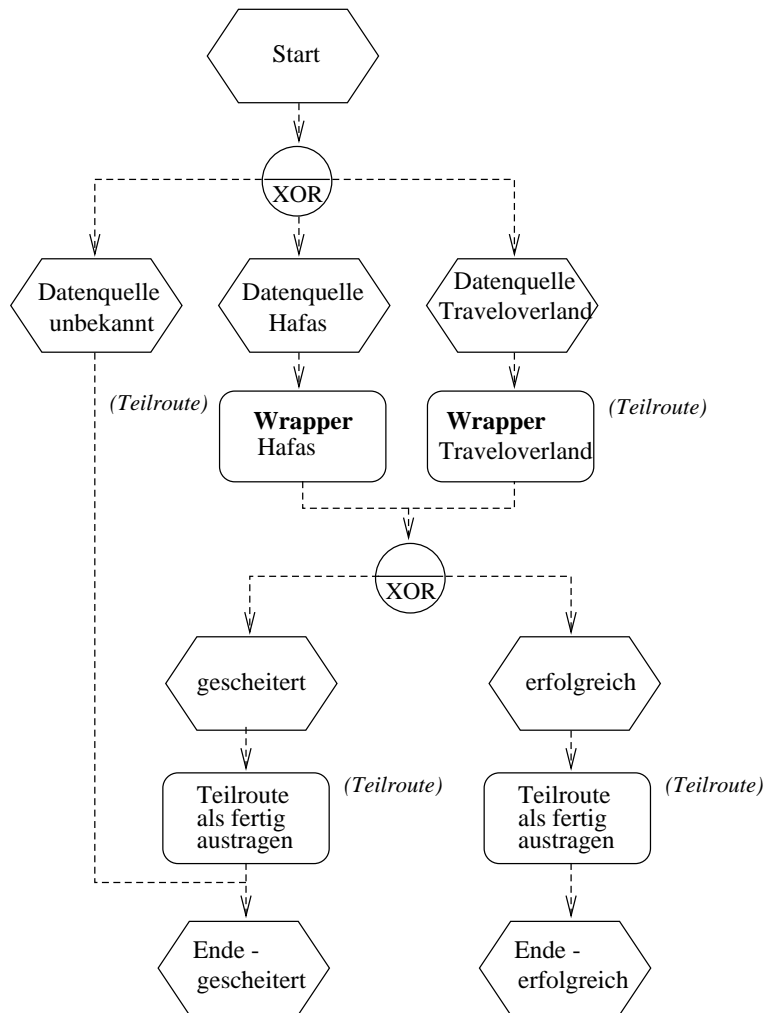 Start
XOR
Datenquelle
unbekannt
Datenquelle
Hafas
Datenquelle
Traveloverland
(Teilroute)
Wrapper
Hafas
Wrapper
Traveloverland
(Teilroute)
XOR
gescheitert
erfolgreich
Teilroute
als fertig
austragen
(Teilroute)
Teilroute
als fertig
austragen
(Teilroute)
Ende -
gescheitert
Ende -
erfolgreich